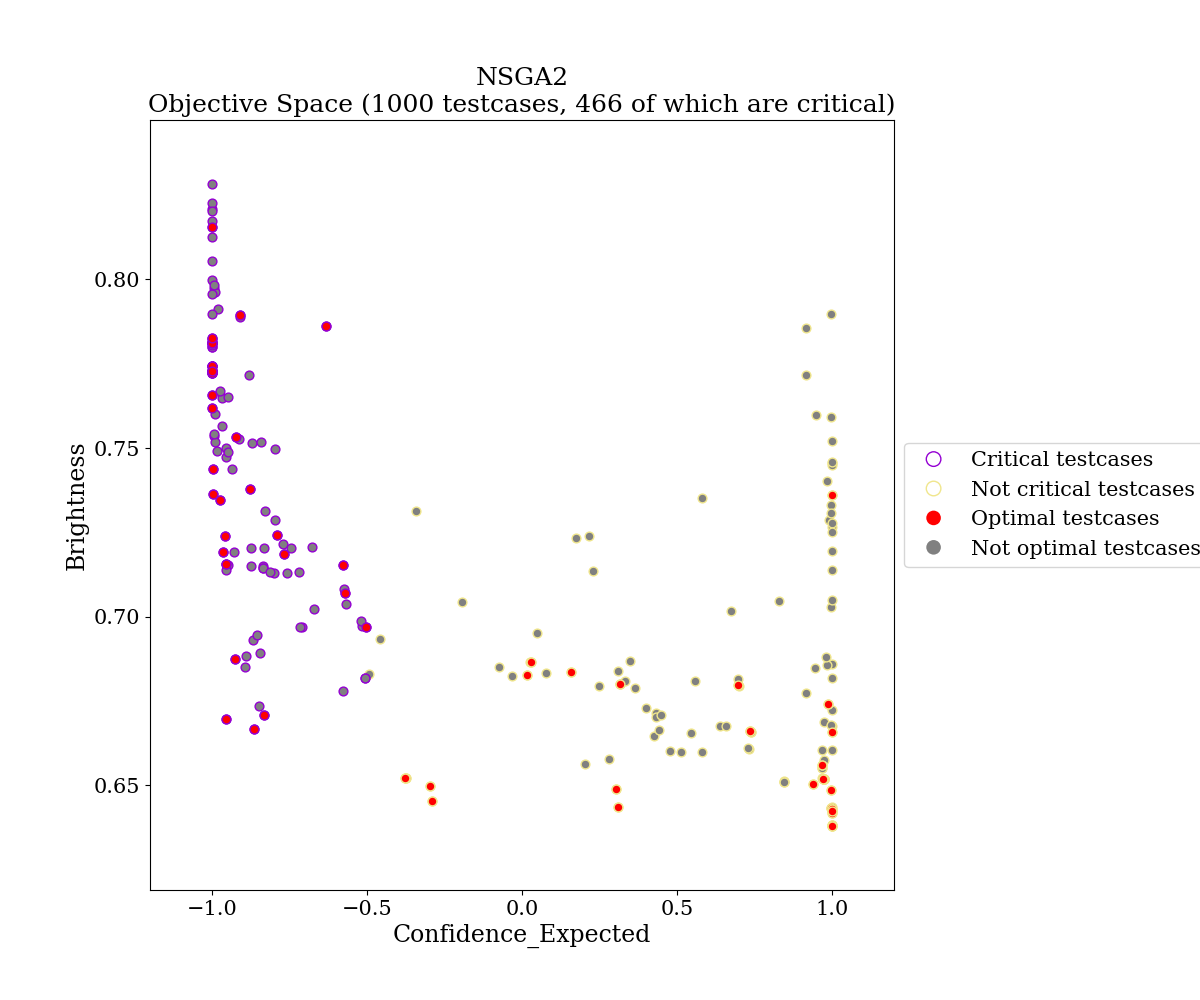 NSGA2
Objective Space (1000 testcases, 466 of which are critical)
0.80
0.75
0.70
0.65
Brightness
−1.0
−0.5
0.0
0.5
1.0
Confidence_Expected
Critical testcases
Not critical testcases
Optimal testcases
Not optimal testcases